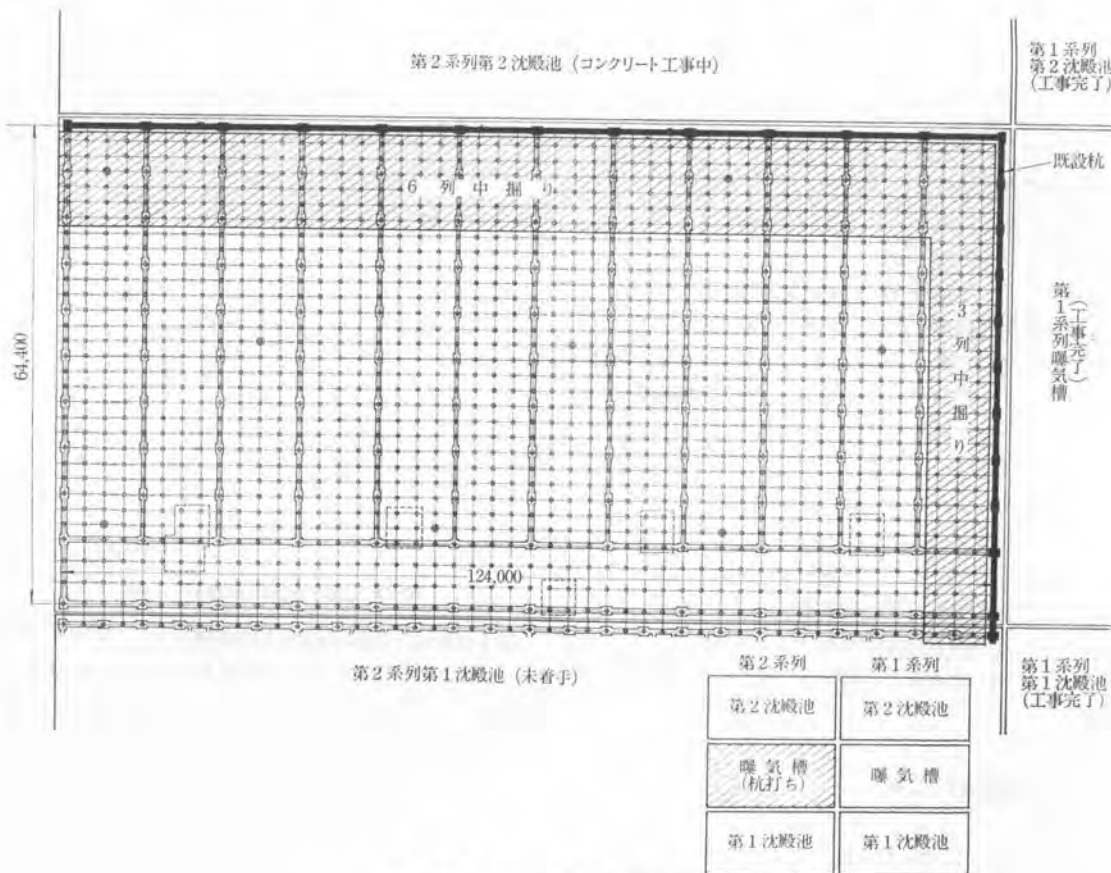 第2系列第2沈殿池（コンクリート工事中）
第1系列
第2沈殿池
（工事完了）
既設杭
6列中掘り
64,400
3列中掘り
第1系列曝気槽
（工事完了）
124,000
第2系列第1沈殿池（未着手）
第1系列
第1沈殿池
（工事完了）
第2系列
第1系列
第2沈殿池
第2沈殿池
曝気槽
（杭打ち）
曝気槽
第1沈殿池
第1沈殿池